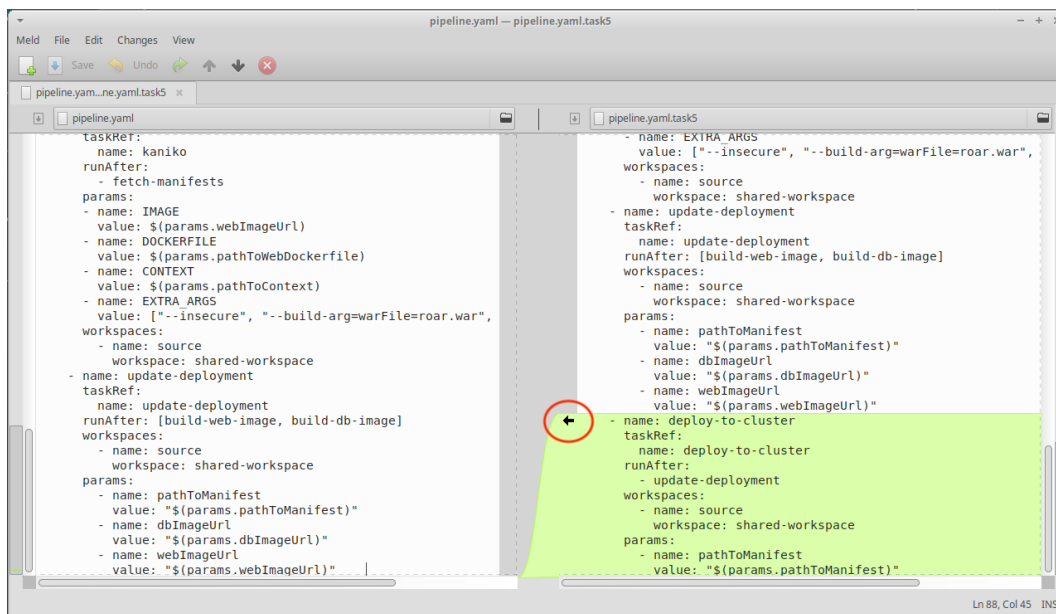 pipeline.yaml — pipeline.yaml.task5
Meld File Edit Changes View
Save Undo
pipeline.yam...ne.yaml.task5 ×
pipeline.yaml
taskRef:
name: kaniko
runAfter:
- fetch-manifests
params:
- name: IMAGE
value: $(params.webImageUrl)
- name: DOCKERFILE
value: $(params.pathToWebDockerfile)
- name: CONTEXT
value: $(params.pathToContext)
- name: EXTRA_ARGS
value: ["--insecure", "--build-arg=warFile=roar.war",
workspaces:
- name: source
workspace: shared-workspace
- name: update-deployment
taskRef:
name: update-deployment
runAfter: [build-web-image, build-db-image]
workspaces:
- name: source
workspace: shared-workspace
params:
- name: pathToManifest
value: "$(params.pathToManifest)"
- name: dbImageUrl
value: "$(params.dbImageUrl)"
- name: webImageUrl
value: "$(params.webImageUrl)"
pipeline.yaml.task5
- name: EXTRA_ARGS
value: ["--insecure", "--build-arg=warFile=roar.war",
workspaces:
- name: source
workspace: shared-workspace
- name: update-deployment
taskRef:
name: update-deployment
runAfter: [build-web-image, build-db-image]
workspaces:
- name: source
workspace: shared-workspace
params:
- name: pathToManifest
value: "$(params.pathToManifest)"
- name: dbImageUrl
value: "$(params.dbImageUrl)"
- name: webImageUrl
value: "$(params.webImageUrl)"
- name: deploy-to-cluster
taskRef:
name: deploy-to-cluster
runAfter:
- update-deployment
workspaces:
- name: source
workspace: shared-workspace
params:
- name: pathToManifest
value: "$(params.pathToManifest)"
Ln 88, Col 45 INS